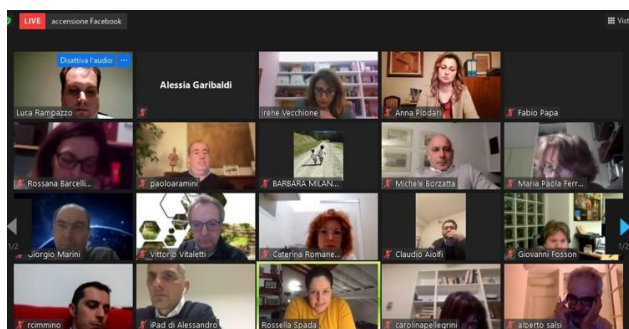 LIVE accensione Facebook
Vist
Disattiva l'audio ...
Luca Rampazzo
Alessia Garibaldi
Irene Vecchione
Anna Plodari
Fabio Papa
Rossana Barcelli...
paoloaramini
BARBARA MILAN...
Michele Borzatta
Maria Paola Ferr...
Giorgio Marini
Vittorio Vitaletti
Caterina Romane...
Claudio Aiolfi
Giovanni Fosson
1/2
1/2
rcimmino
iPad di Alessandro
Rossella Spada
carolinapellegrini
alberto salsi